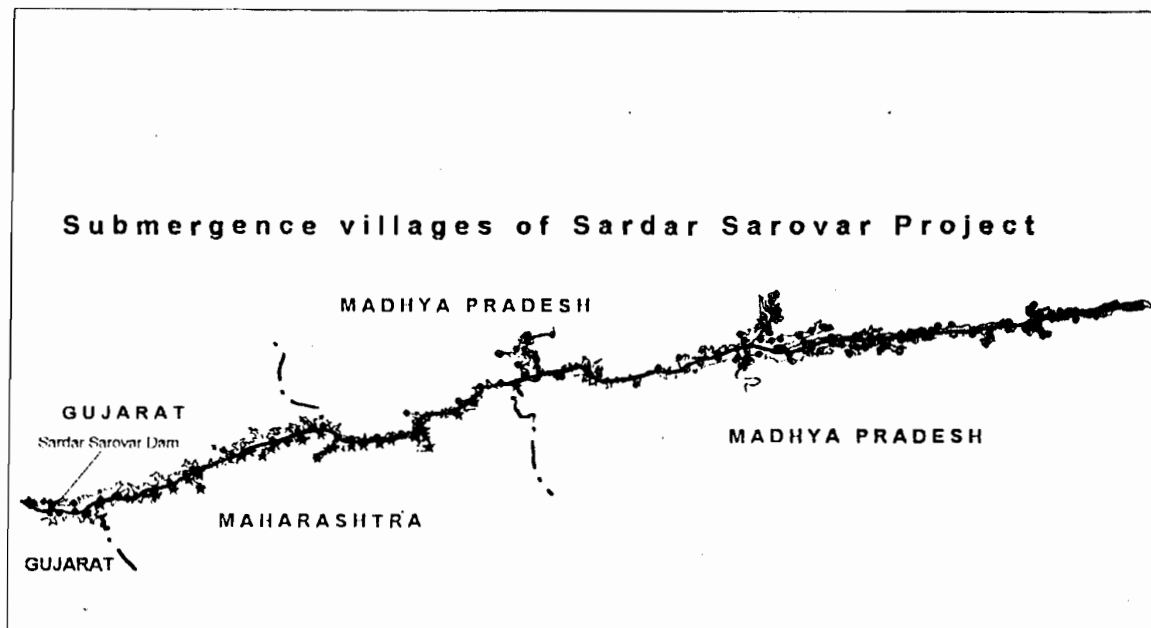 Submergence villages of Sardar Sarovar Project
MADHYA PRADESH
GUJARAT
Sardar Sarovar Dam
MADHYA PRADESH
MAHARASHTRA
GUJARAT